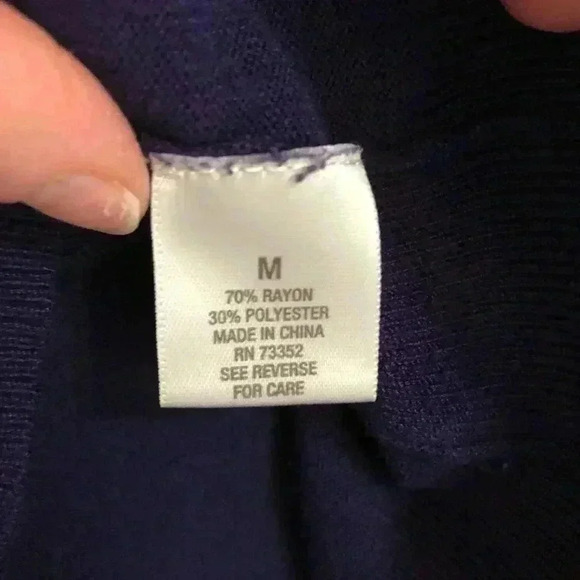 M
70% RAYON
30% POLYESTER
MADE IN CHINA
RN 73352
SEE REVERSE
FOR CARE